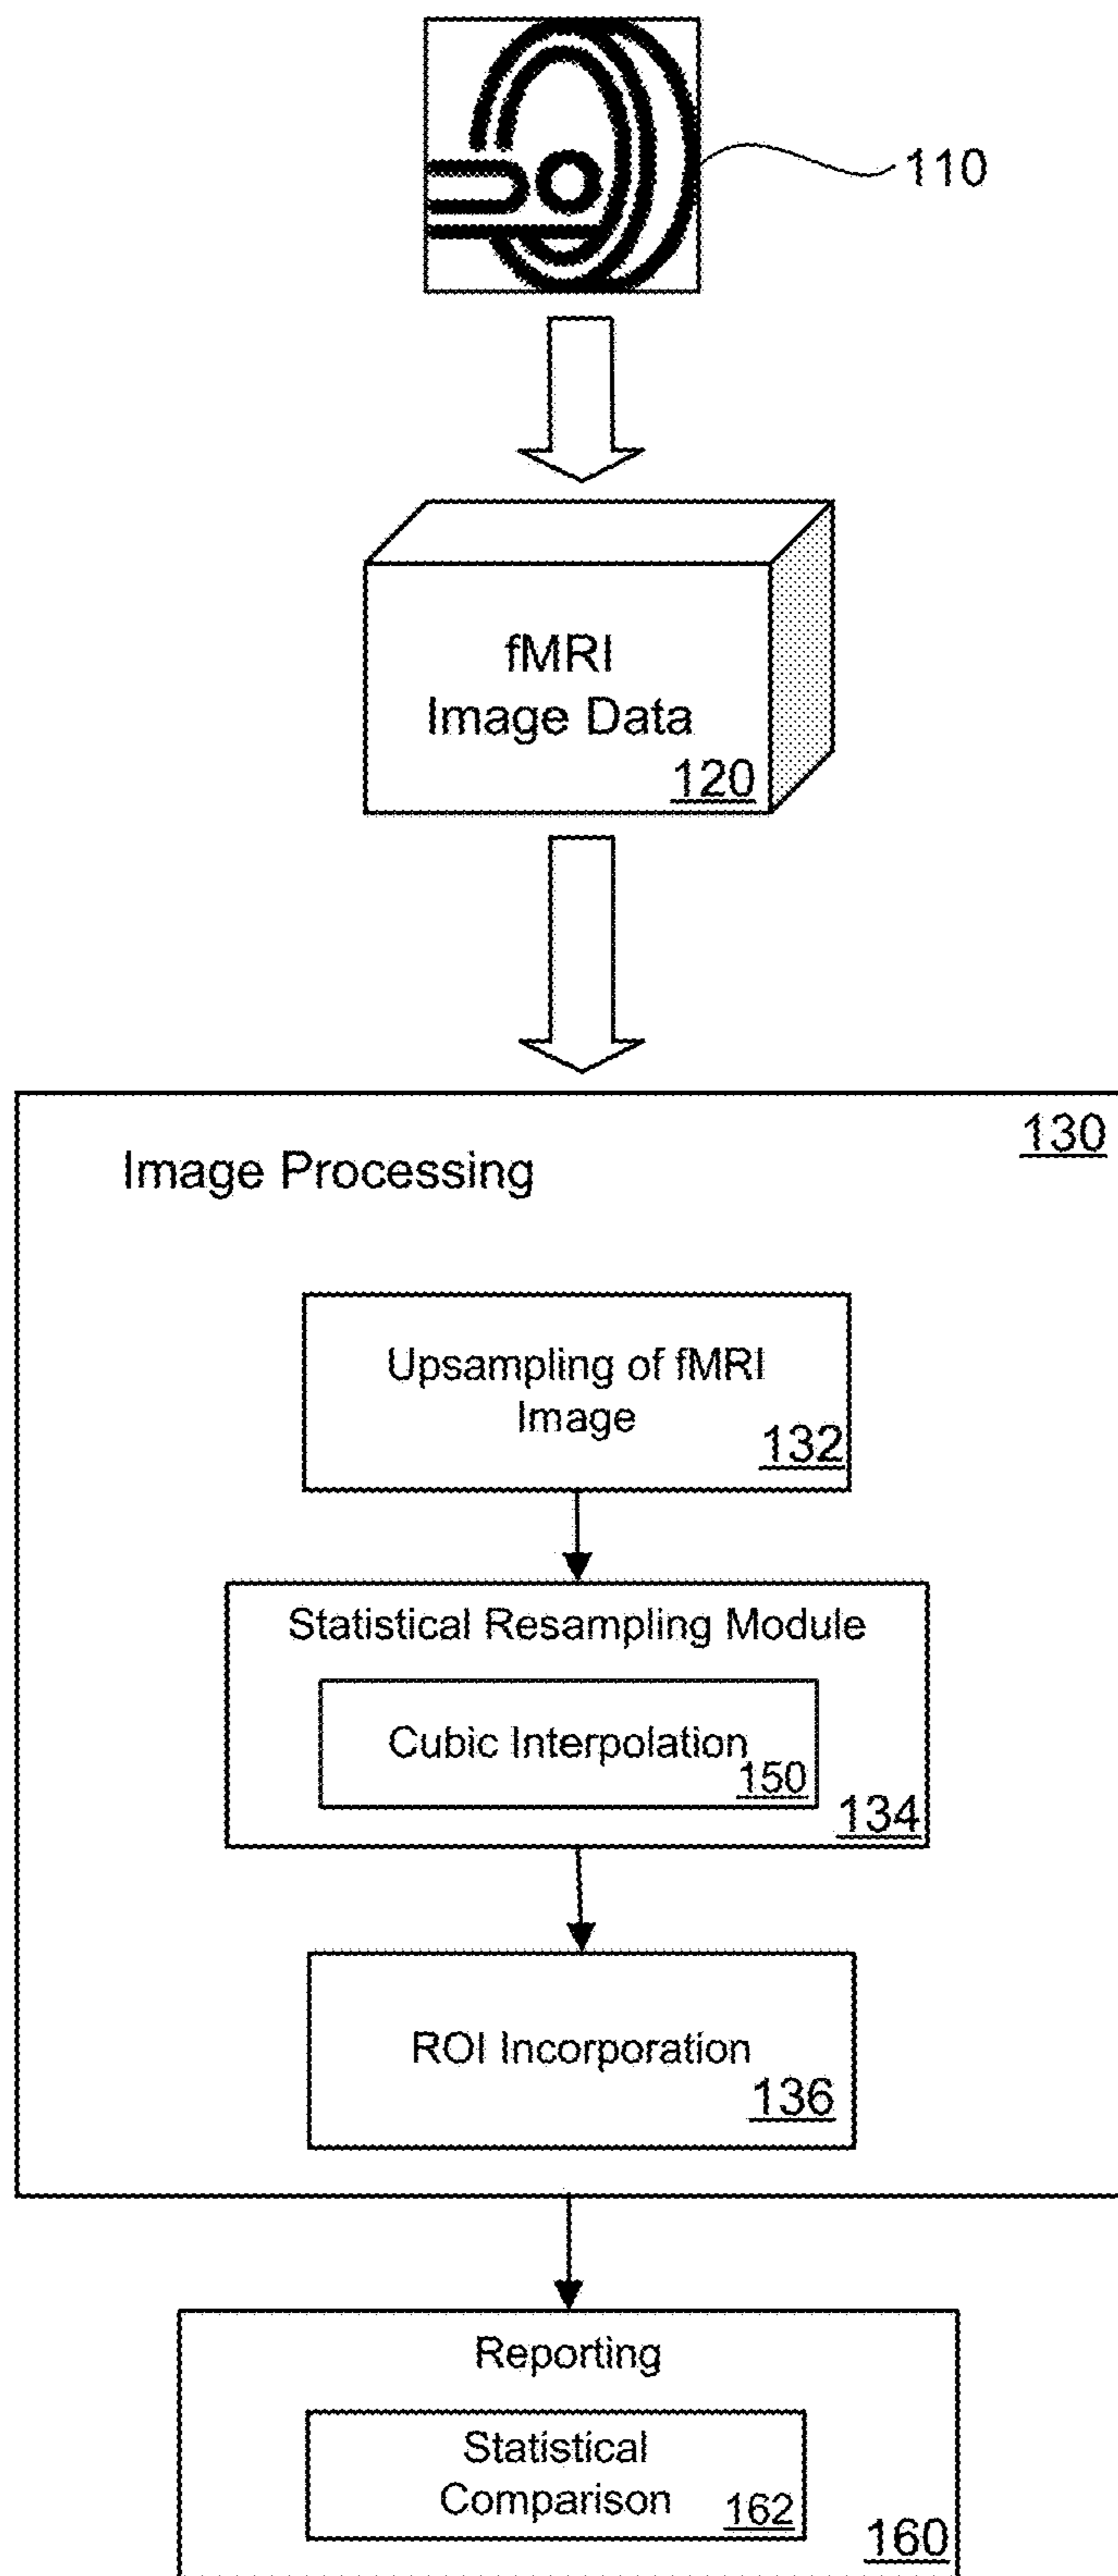 110
fMRI
Image Data
120
130
Image Processing
Upsampling of fMRI
Image
132
Statistical Resampling Module
Cubic Interpolation
150
134
ROI Incorporation
136
Reporting
Statistical
Comparison
162
160